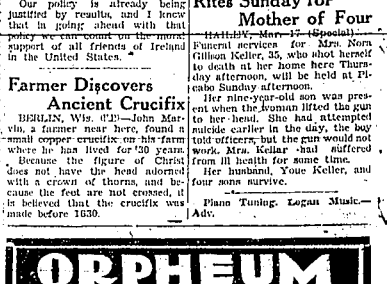 Our policy is already being
justified by results, and I know
that in going ahead with that
policy we can count on the moral
support of all friends of Ireland
in the United States."
Farmer Discovers
Ancient Crucifix
BERLIN, Wis. (UP)—John Mar-
vin, a farmer near here, found a
small copper crucifix on his farm
where he has lived for 30 years.
Because the figure of Christ
does not have the head adorned
with a crown of thorns, and be-
cause the feet are not crossed, it
is believed that the crucifix was
made before 1630.
Rites Sunday for
Mother of Four
HAILEY, Mar. 17 (Special)
Funeral services for Mrs. Nora
Gillson Keller, 35, who shot herself
to death at her home here Thurs-
day afternoon, will be held at Pi-
cabo Sunday afternoon.
Her nine-year-old son was pres-
ent when the woman lifted the gun
to her head. She had attempted
suicide earlier in the day, the boy
told officers, but the gun would not
work. Mrs. Kellar had suffered
from ill health for some time.
Her husband, Youe Keller, and
four sons survive.
Piano Tuning. Logan Music.—
Adv.
ORPHEUM